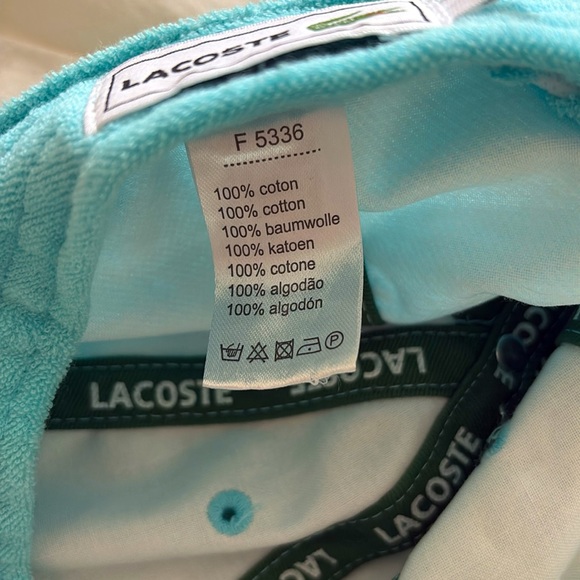 LACOSTE
F 5336
100% coton
100% cotton
100% baumwolle
100% katoen
100% cotone
100% algodão
100% algodón
P
LACOSTE
LACOSTE
LACOSTE
LACOSTE